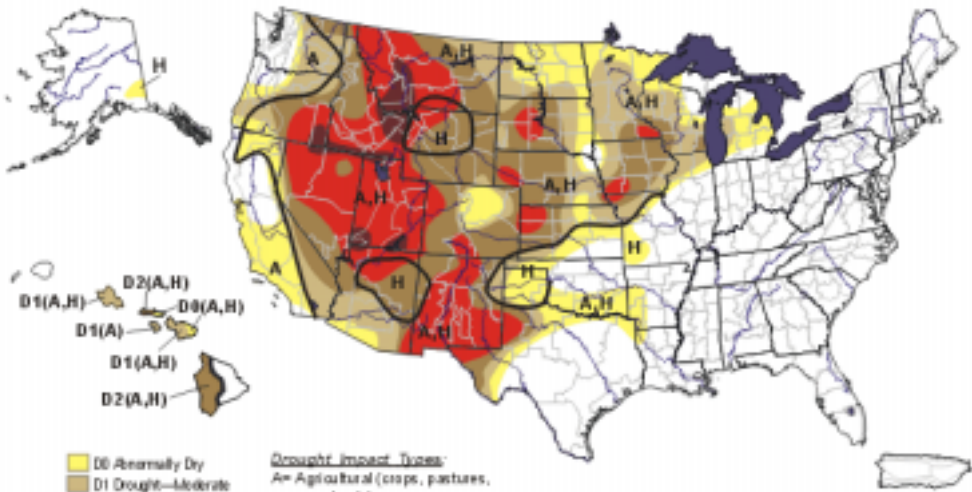 H
A
A,H
A,H
H
A,H
A,H
H
A
H
H
A,H
A,H
D2(A,H)
D1(A,H)
D0(A,H)
D1(A)
D1(A,H)
D2(A,H)
D0 Abnormally Dry
D1 Drought—Moderate
Drought Impact Types:
A= Agricultural (crops, pastures,